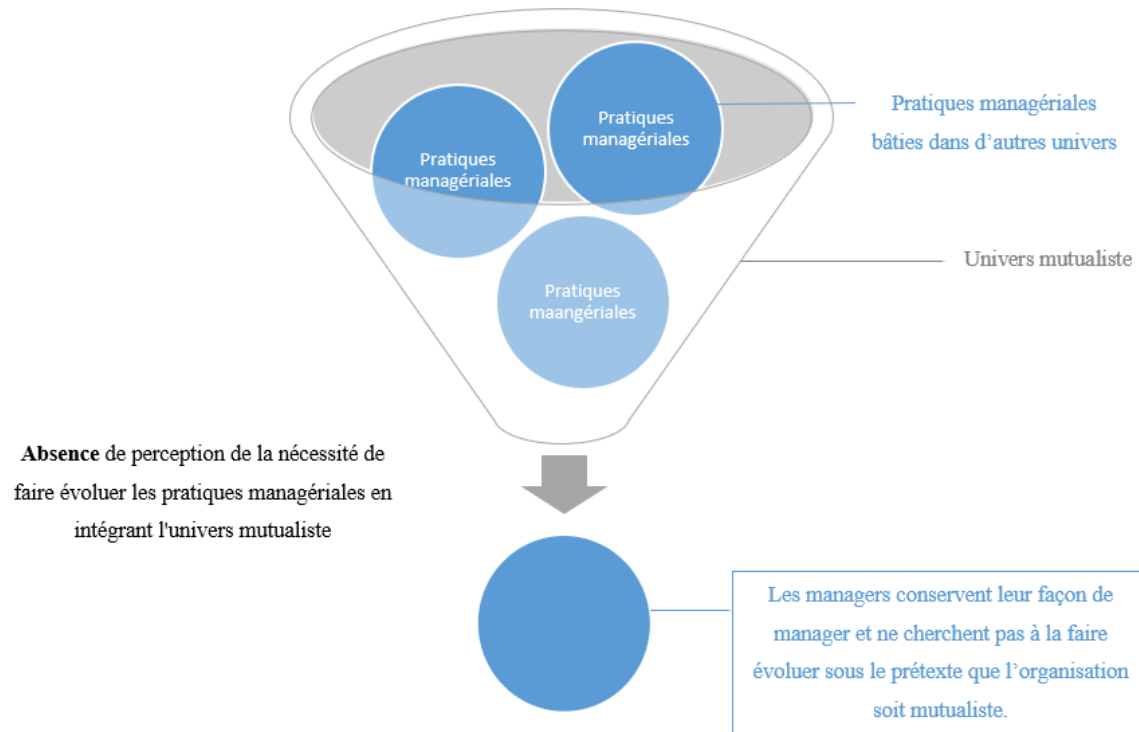 Pratiques
managériales
Pratiques managériales
bâties dans d’autres univers
Pratiques
managériales
Univers mutualiste
Pratiques
maangériales
Absence de perception de la nécessité de
faire évoluer les pratiques managériales en
intégrant l'univers mutualiste
Les managers conservent leur façon de
manager et ne cherchent pas à la faire
évoluer sous le prétexte que l’organisation
soit mutualiste.